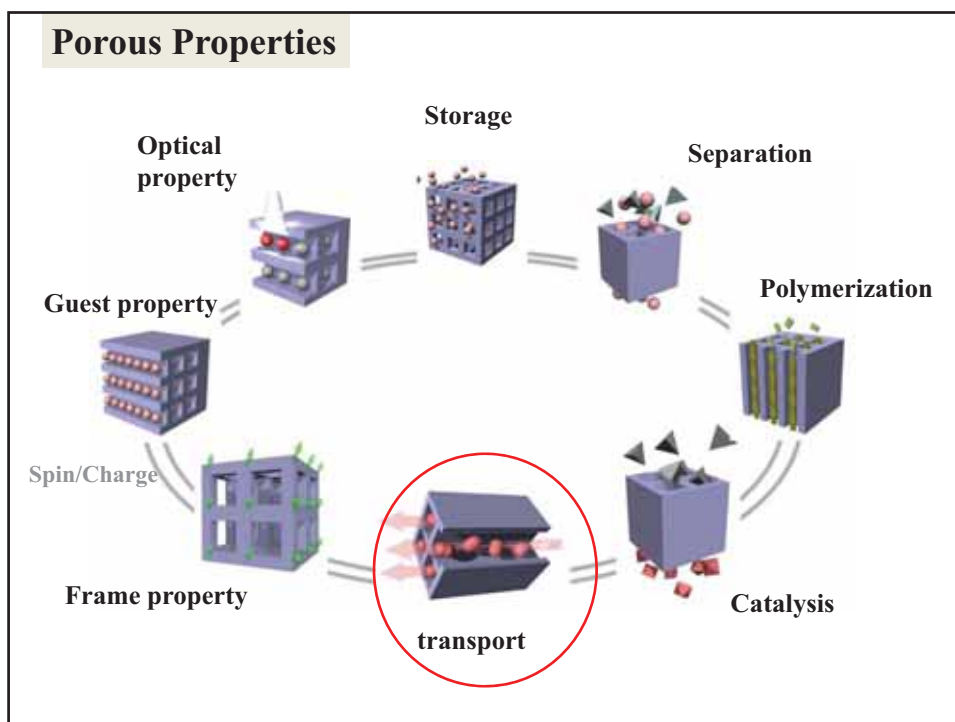 Porous Properties
Storage
Optical
property
Separation
Guest property
Polymerization
Spin/Charge
Frame property
transport
Catalysis